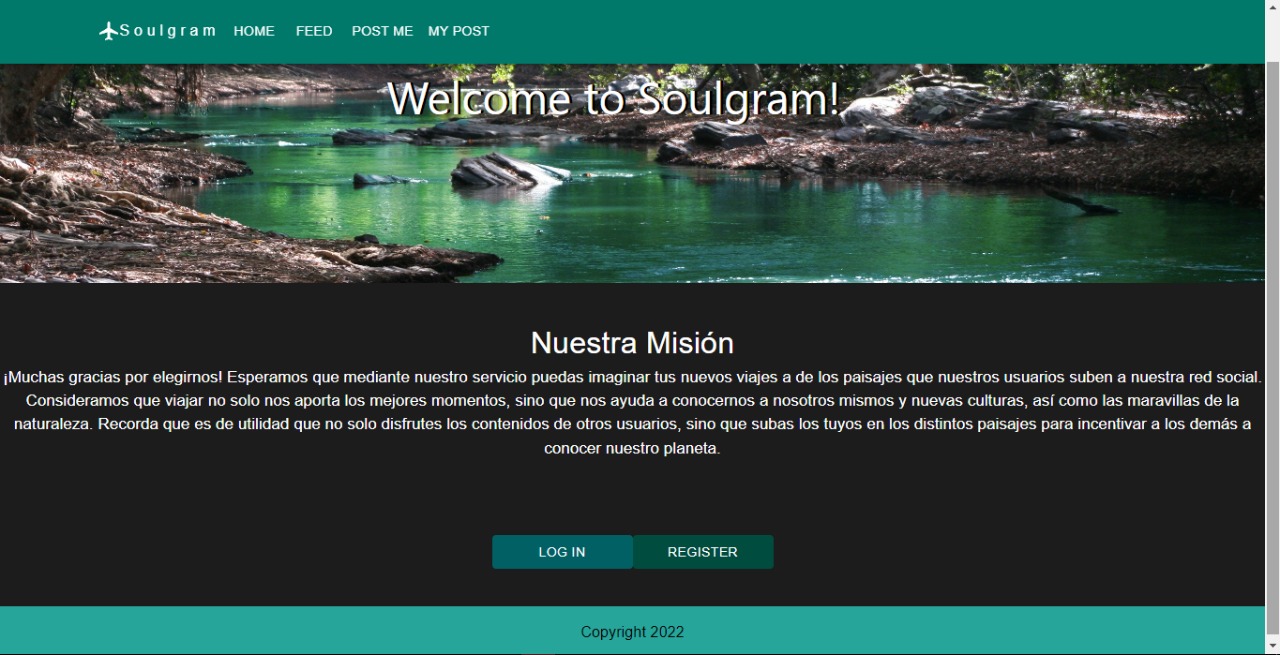 Soulgram HOME FEED POST ME MY POST
Welcome to Soulgram!
Nuestra Misión
¡Muchas gracias por elegirnos! Esperamos que mediante nuestro servicio puedas imaginar tus nuevos viajes a de los paisajes que nuestros usuarios suben a nuestra red social.
Consideramos que viajar no solo nos aporta los mejores momentos, sino que nos ayuda a conocernos a nosotros mismos y nuevas culturas, así como las maravillas de la
naturaleza. Recorda que es de utilidad que no solo disfrutes los contenidos de otros usuarios, sino que subas los tuyos en los distintos paisajes para incentivar a los demás a
conocer nuestro planeta.
LOG IN REGISTER
Copyright 2022